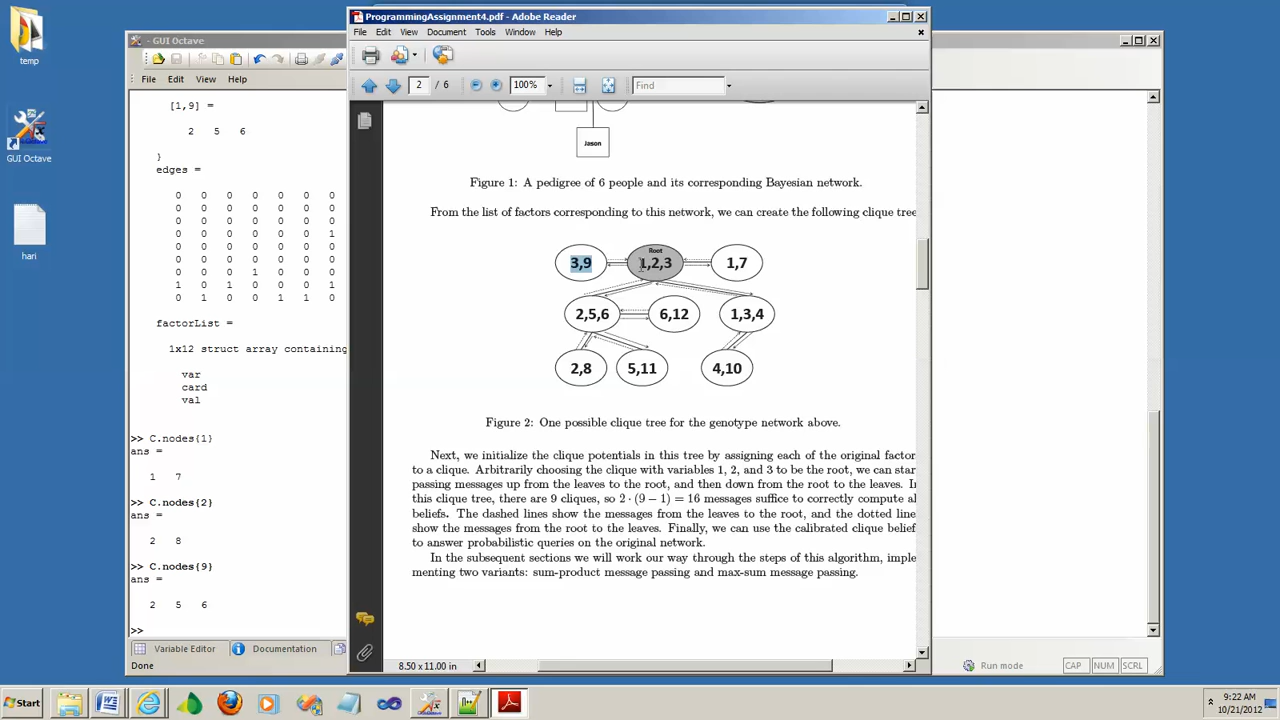 temp
GUI Octave
hari
- GUI Octave
File Edit View Help
[1,9] =
2 5 6
}
edges =
0 0 0 0 0 0 0
0 0 0 0 0 0 0
0 0 0 0 0 0 0
0 0 0 0 0 0 1
0 0 0 0 0 0 0
0 0 0 0 0 0 0
0 0 0 1 0 0 0
1 0 1 0 0 0 1
0 1 0 0 1 1 0
factorList =
1x12 struct array containing
var
card
val
>> C.nodes{1}
ans =
1 7
>> C.nodes{2}
ans =
2 8
>> C.nodes{9}
ans =
2 5 6
>>
Variable Editor Documentation
Done
Run mode CAP NUM SCRL
ProgrammingAssignment4.pdf - Adobe Reader
File Edit View Document Tools Window Help
2 / 6 100% Find
Jason
Figure 1: A pedigree of 6 people and its corresponding Bayesian network.
From the list of factors corresponding to this network, we can create the following clique tree
Root
3,9 1,2,3 1,7
2,5,6 6,12 1,3,4
2,8 5,11 4,10
Figure 2: One possible clique tree for the genotype network above.
Next, we initialize the clique potentials in this tree by assigning each of the original factor
to a clique. Arbitrarily choosing the clique with variables 1, 2, and 3 to be the root, we can star
passing messages up from the leaves to the root, and then down from the root to the leaves. In
this clique tree, there are 9 cliques, so 2 · (9 − 1) = 16 messages suffice to correctly compute al
beliefs. The dashed lines show the messages from the leaves to the root, and the dotted line
show the messages from the root to the leaves. Finally, we can use the calibrated clique belief
to answer probabilistic queries on the original network.
In the subsequent sections we will work our way through the steps of this algorithm, imple
menting two variants: sum-product message passing and max-sum message passing.
8.50 x 11.00 in
Start
9:22 AM
10/21/2012